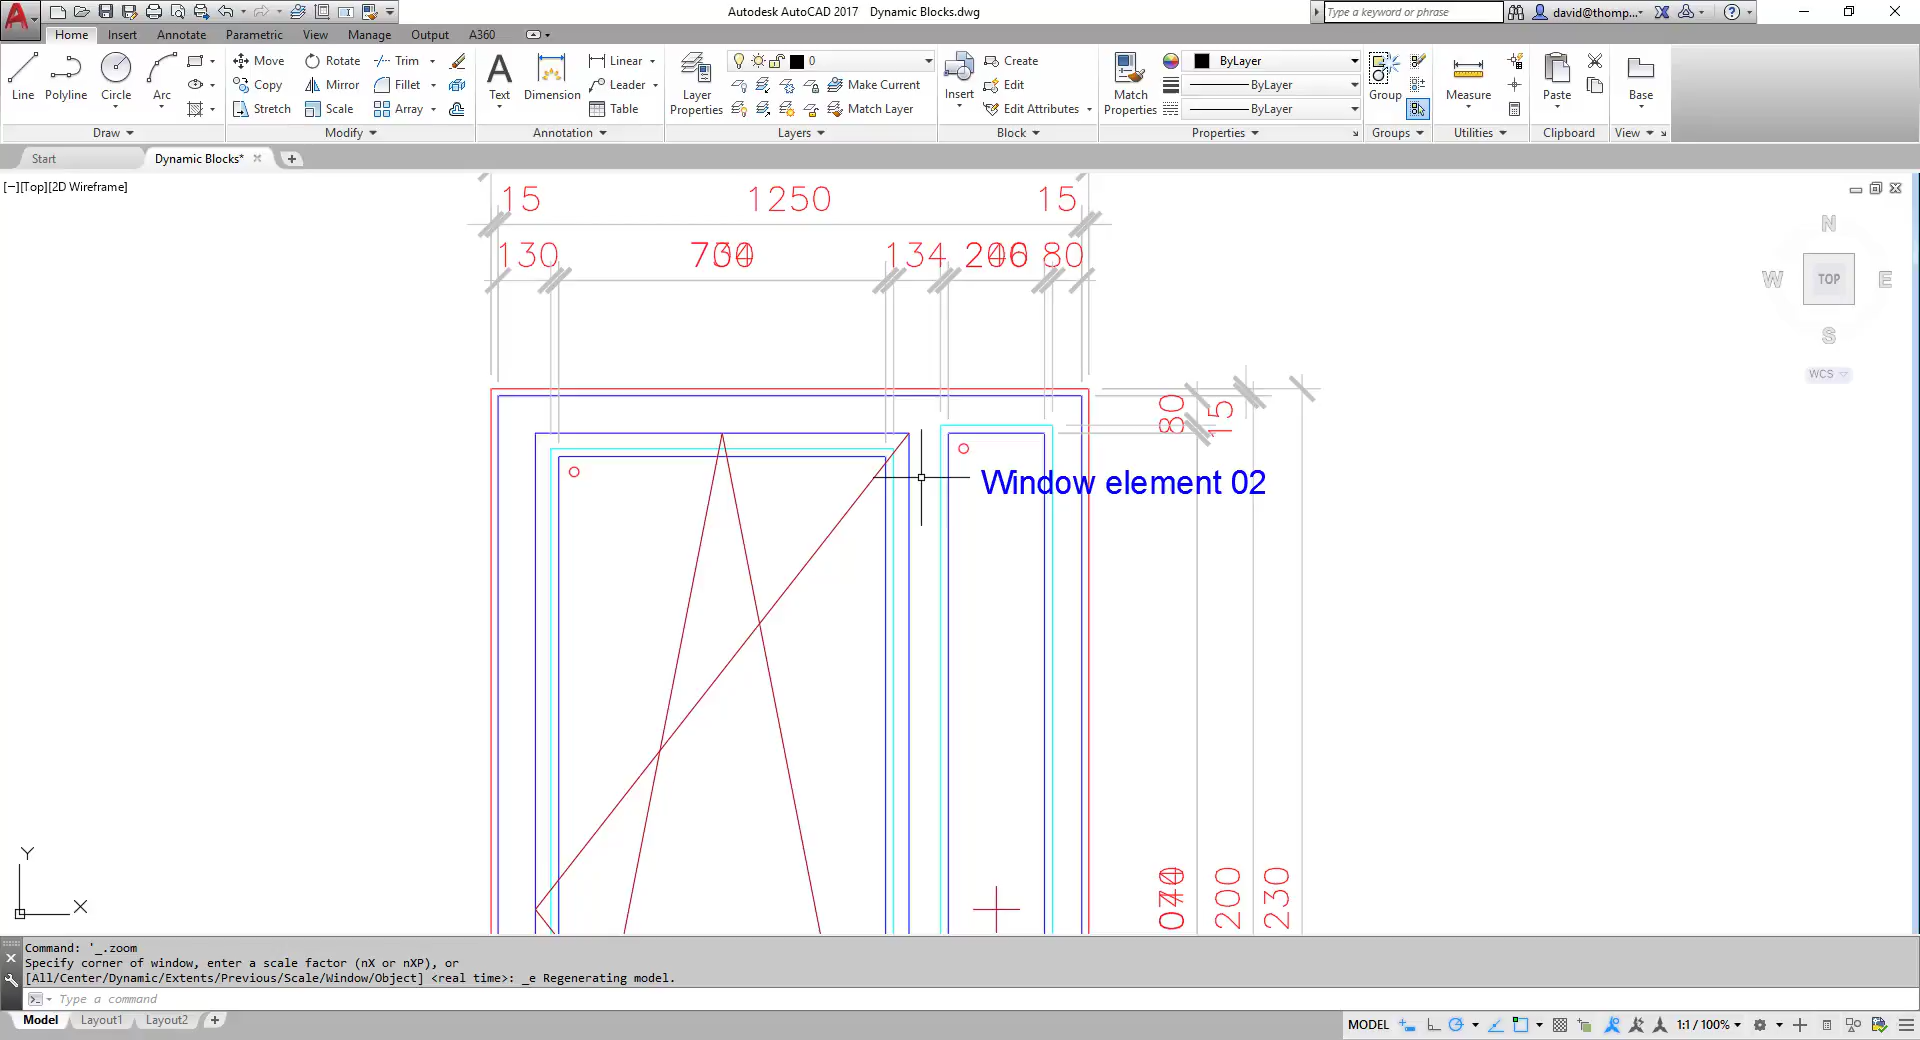 Autodesk AutoCAD 2017 Dynamic Blocks.dwg
Type a keyword or phrase
david@thomp...
Home Insert Annotate Parametric View Manage Output A360
Line Polyline Circle Arc
Move Rotate Trim
Copy Mirror Fillet
Stretch Scale Array
Text Dimension
Linear
Leader
Table
Layer Properties
0
Make Current
Match Layer
Insert
Create
Edit
Edit Attributes
Match Properties
ByLayer
ByLayer
ByLayer
Group
Measure
Paste
Base
Draw Modify Annotation Layers Block Properties Groups Utilities Clipboard View
Start Dynamic Blocks*
[−][Top][2D Wireframe]
15 1250 15
130 134 80
80
15
Window element 02
200
230
N
W TOP E
S
WCS
Y
X
Command: '_.zoom
Specify corner of window, enter a scale factor (nX or nXP), or
[All/Center/Dynamic/Extents/Previous/Scale/Window/Object] <real time>: _e Regenerating model.
Type a command
Model Layout1 Layout2
MODEL 1:1 / 100%